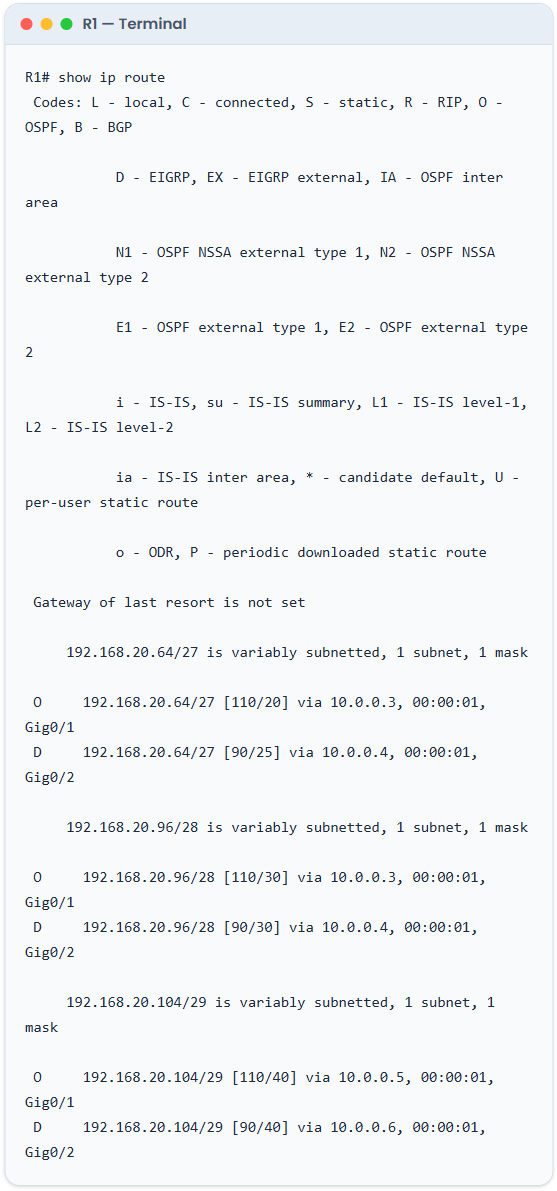 R1 — Terminal
R1# show ip route
Codes: L - local, C - connected, S - static, R - RIP, O -
OSPF, B - BGP
D - EIGRP, EX - EIGRP external, IA - OSPF inter
area
N1 - OSPF NSSA external type 1, N2 - OSPF NSSA
external type 2
E1 - OSPF external type 1, E2 - OSPF external type
2
i - IS-IS, su - IS-IS summary, L1 - IS-IS level-1,
L2 - IS-IS level-2
ia - IS-IS inter area, * - candidate default, U -
per-user static route
o - ODR, P - periodic downloaded static route
Gateway of last resort is not set
192.168.20.64/27 is variably subnetted, 1 subnet, 1 mask
O 192.168.20.64/27 [110/20] via 10.0.0.3, 00:00:01,
Gig0/1
D 192.168.20.64/27 [90/25] via 10.0.0.4, 00:00:01,
Gig0/2
192.168.20.96/28 is variably subnetted, 1 subnet, 1 mask
O 192.168.20.96/28 [110/30] via 10.0.0.3, 00:00:01,
Gig0/1
D 192.168.20.96/28 [90/30] via 10.0.0.4, 00:00:01,
Gig0/2
192.168.20.104/29 is variably subnetted, 1 subnet, 1
mask
O 192.168.20.104/29 [110/40] via 10.0.0.5, 00:00:01,
Gig0/1
D 192.168.20.104/29 [90/40] via 10.0.0.6, 00:00:01,
Gig0/2